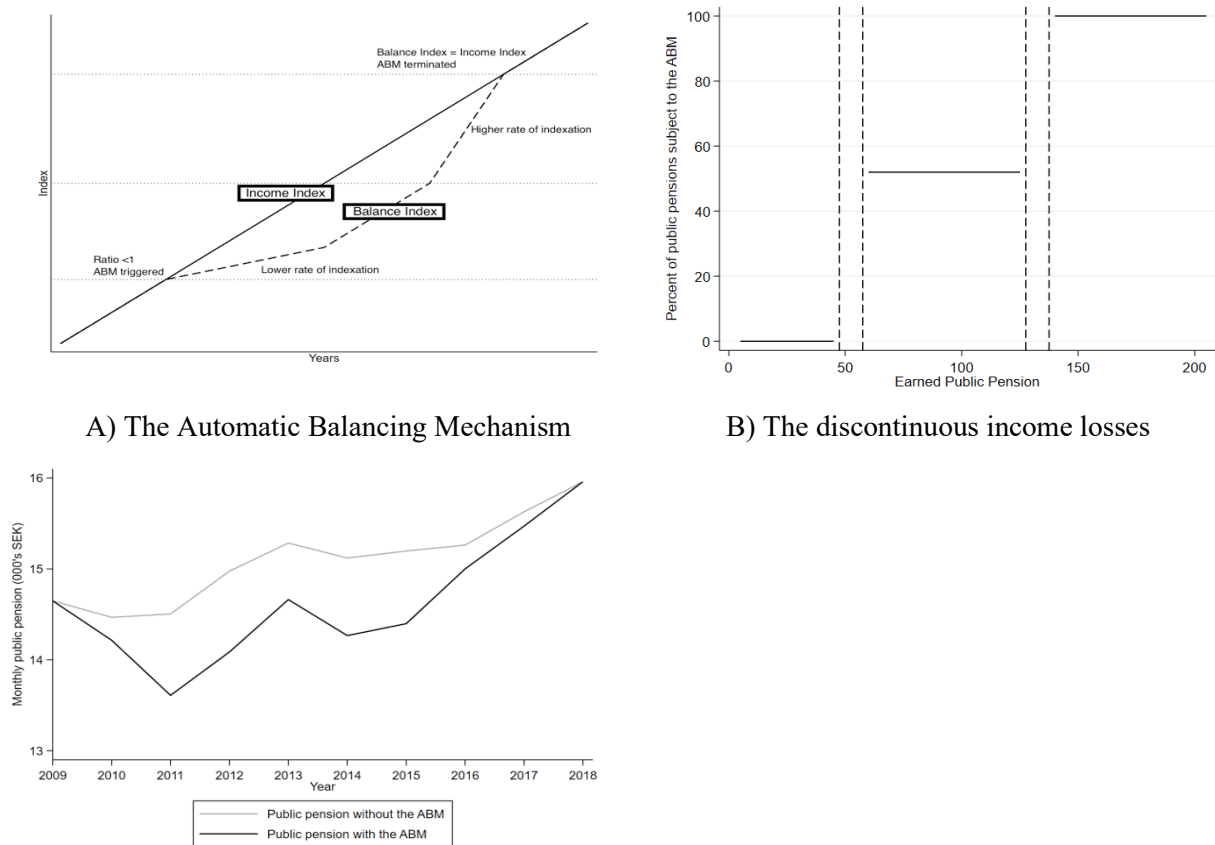 Balance Index = Income Index
ABM terminated
Higher rate of indexation
Income Index
Balance Index
Ratio <1
ABM triggered
Lower rate of indexation
Index
Years
A) The Automatic Balancing Mechanism
Percent of public pensions subject to the ABM
100
80
60
40
20
0
0 50 100 150 200
Earned Public Pension
B) The discontinuous income losses
Monthly public pension (000's SEK)
16
15
14
13
2009 2010 2011 2012 2013 2014 2015 2016 2017 2018
Year
Public pension without the ABM
Public pension with the ABM